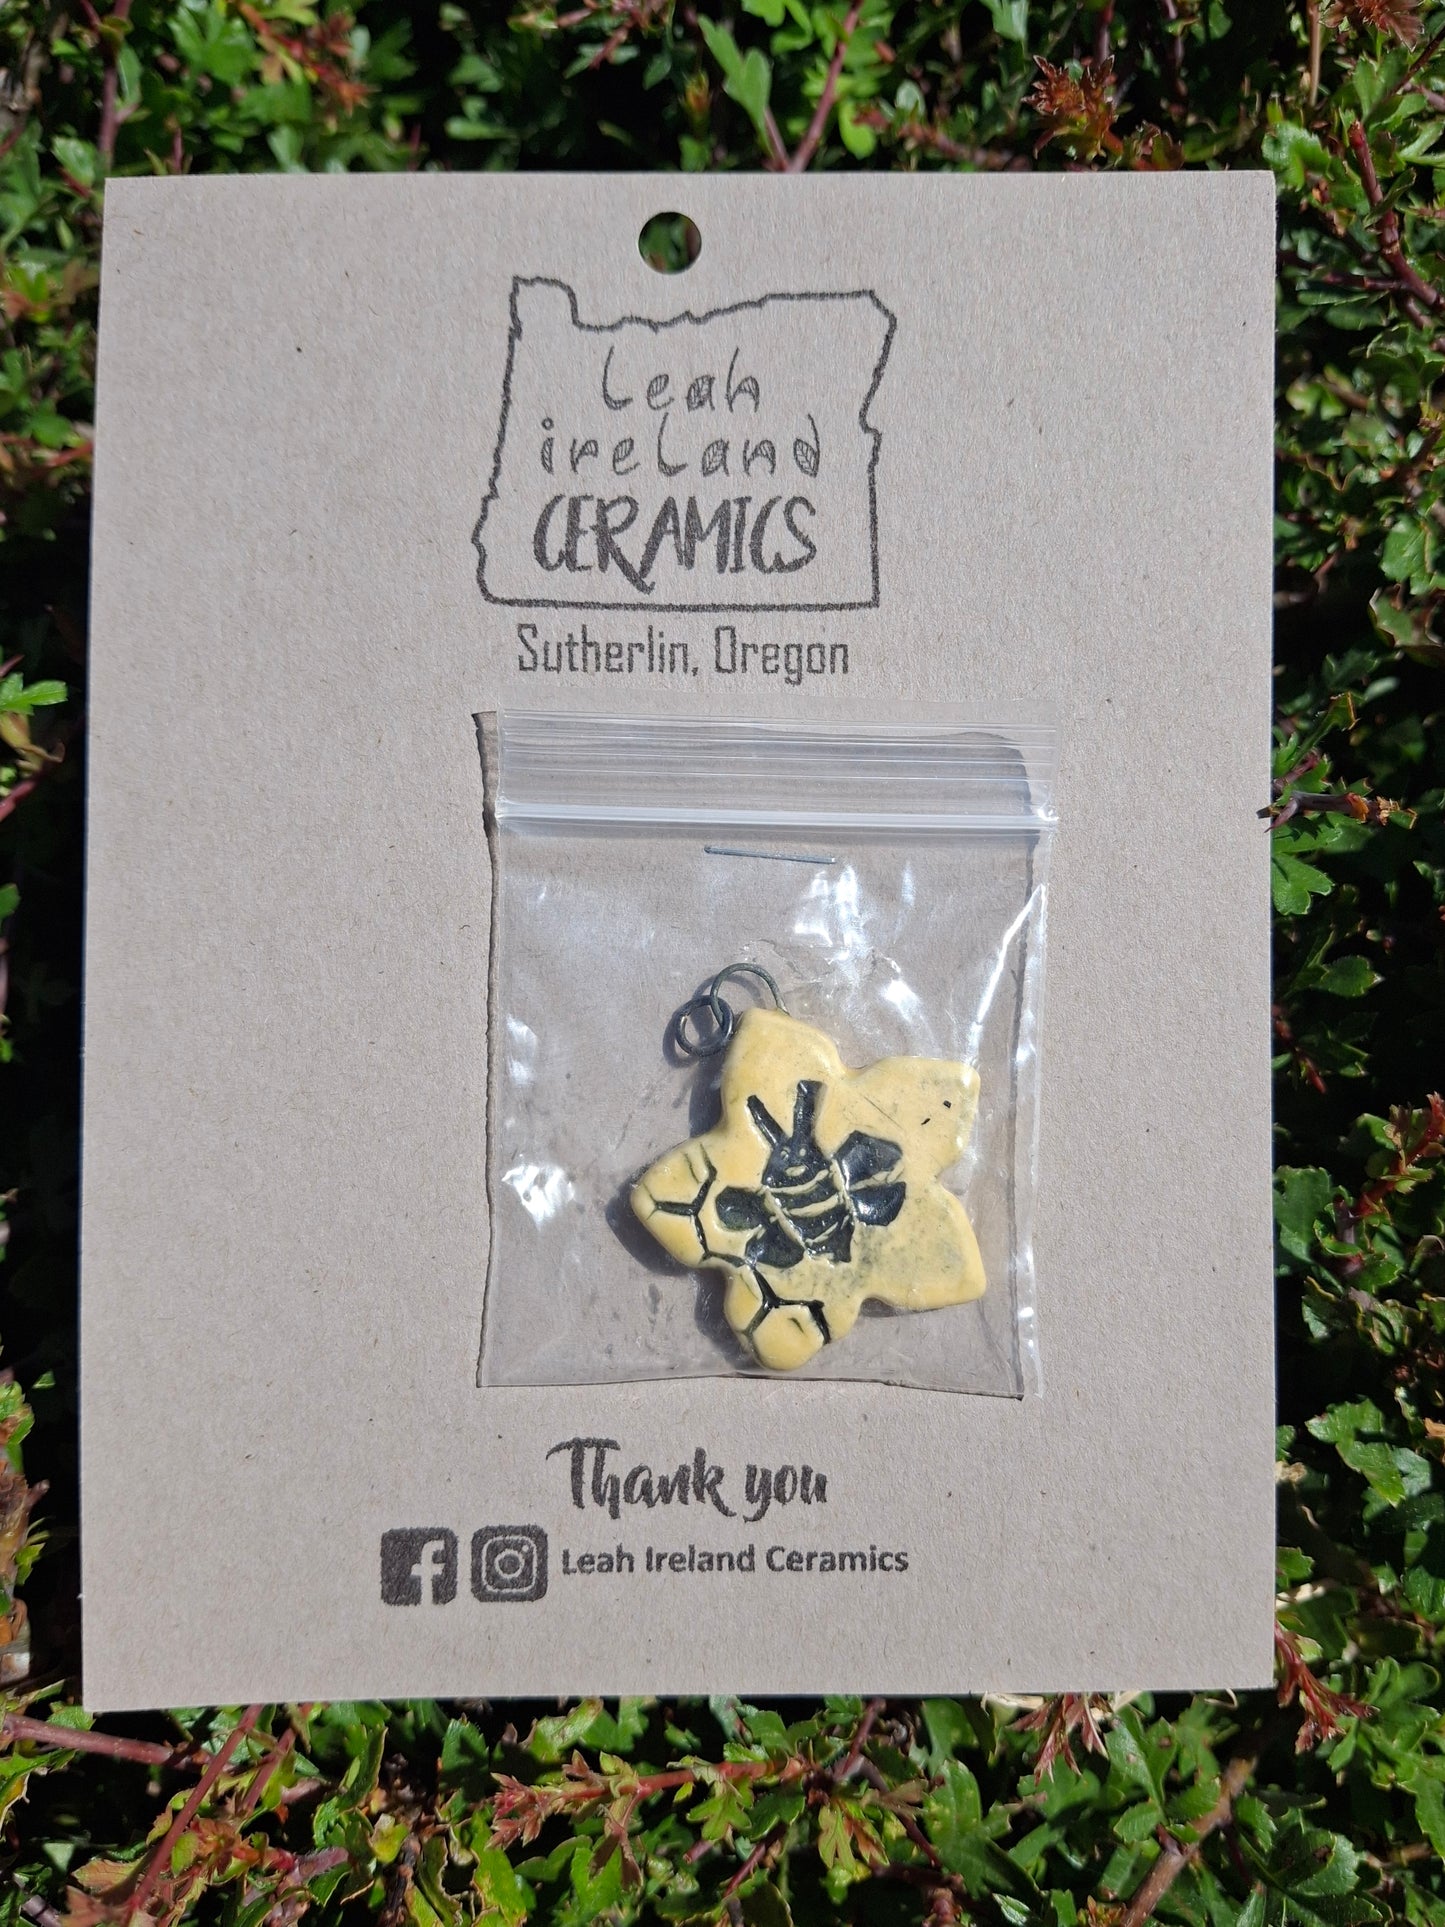 Leah
ireland
CERAMICS
Sutherlin, Oregon
Thank you
Leah Ireland Ceramics